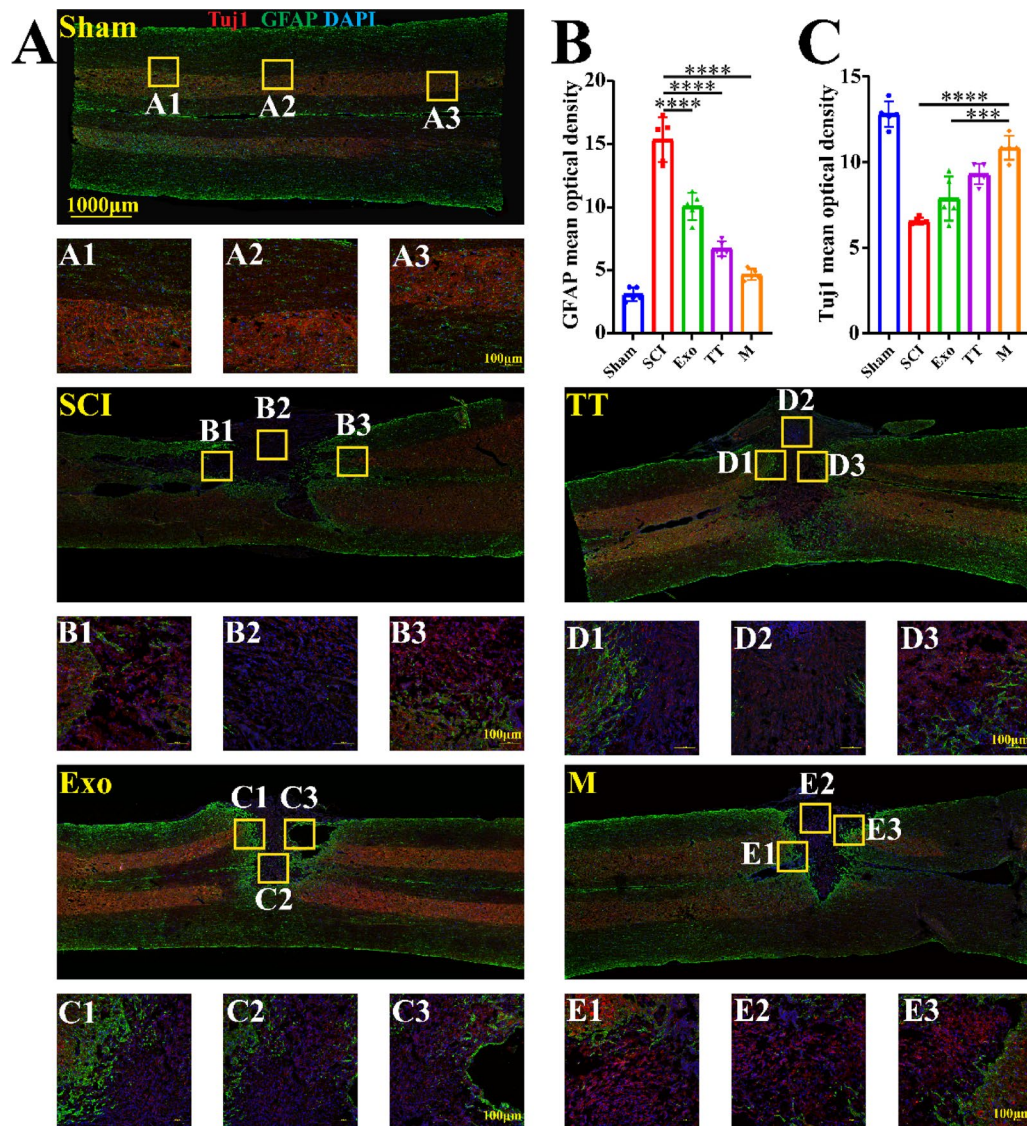 A
Sham
Tuj1 GFAP DAPI
A1
A2
A3
1000μm
A1
A2
A3
100μm
B
GFAP mean optical density
20
15
10
5
0
****
****
****
Sham
SCI
Exo
TT
M
C
Tuj1 mean optical density
15
10
5
0
****
***
Sham
SCI
Exo
TT
M
SCI
B1
B2
B3
B1
B2
B3
100μm
TT
D1
D2
D3
D1
D2
D3
100μm
Exo
C1
C3
C2
C1
C2
C3
100μm
M
E2
E3
E1
E1
E2
E3
100μm